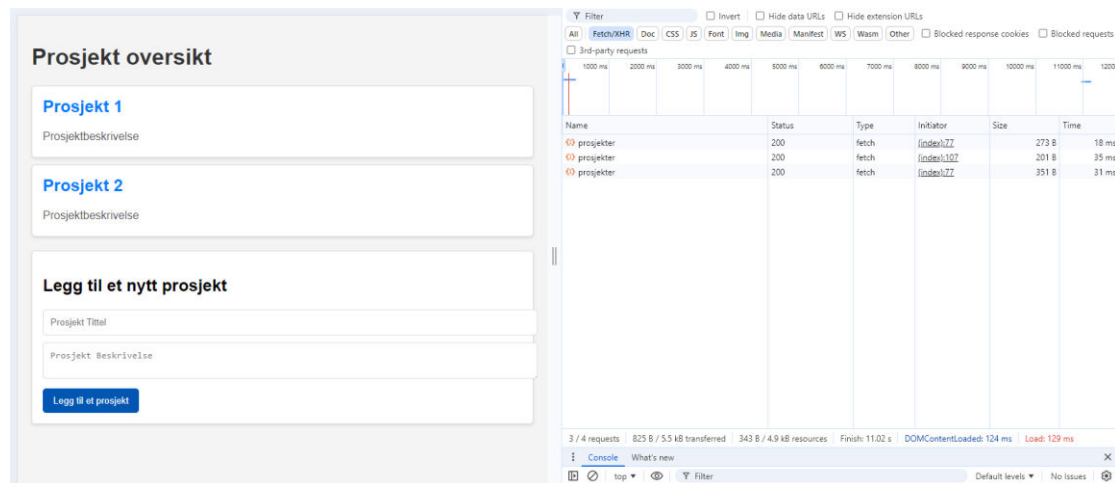 Prosjekt oversikt
Prosjekt 1
Prosjektbeskrivelse
Prosjekt 2
Prosjektbeskrivelse
Legg til et nytt prosjekt
Prosjekt Tittel
Prosjekt Beskrivelse
Legg til et prosjekt
Filter Invert Hide data URLs Hide extension URLs
All Fetch/XHR Doc CSS JS Font Img Media Manifest WS Wasm Other Blocked response cookies Blocked requests
3rd-party requests
1000 ms 2000 ms 3000 ms 4000 ms 5000 ms 6000 ms 7000 ms 8000 ms 9000 ms 10000 ms 11000 ms 1200
Name Status Type Initiator Size Time
prosjekter 200 fetch (index):77 273 B 18 ms
prosjekter 200 fetch (index):107 201 B 35 ms
prosjekter 200 fetch (index):77 351 B 31 ms
3 / 4 requests 825 B / 5.5 kB transferred 343 B / 4.9 kB resources Finish: 11.02 s DOMContentLoaded: 124 ms Load: 129 ms
Console What's new
top Filter Default levels No Issues